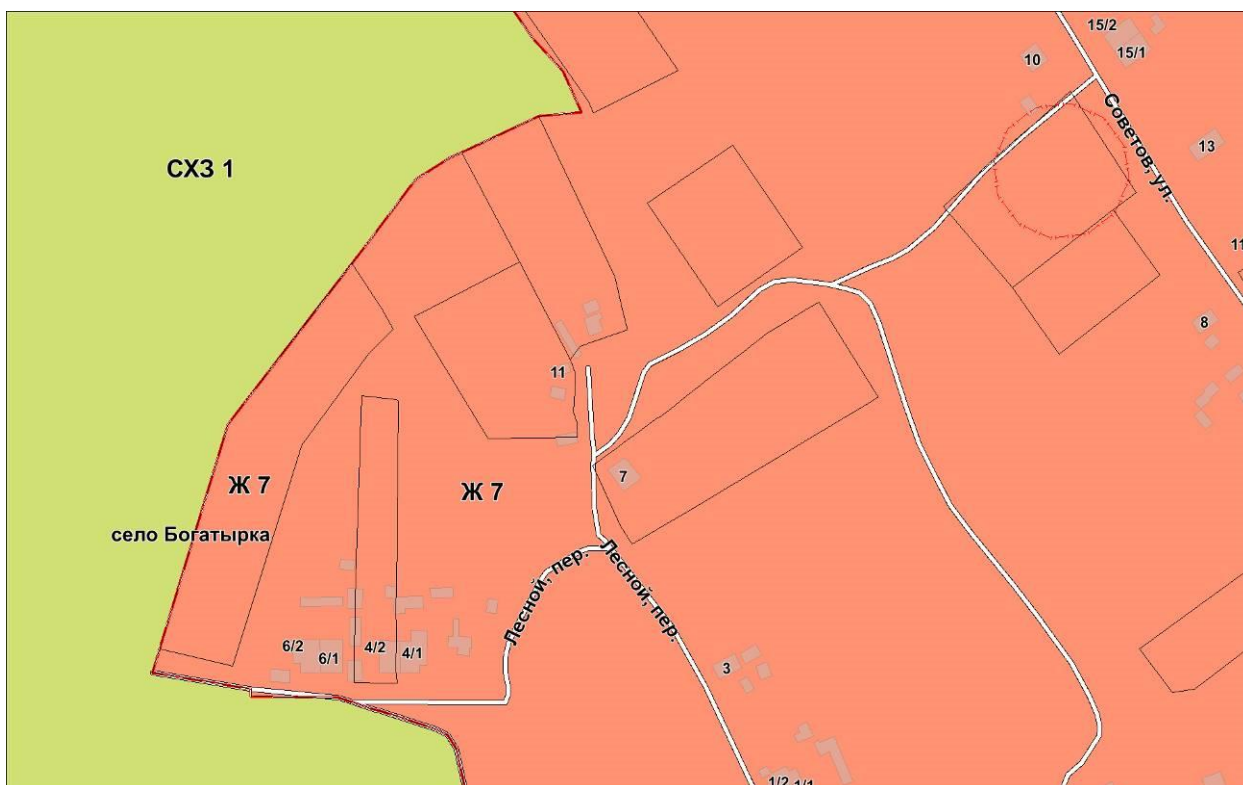 15/2
15/1
10
Советов, ул.
13
СХЗ 1
11
8
11
7
Ж 7
Ж 7
село Богатырка
Лесной, пер.
Лесной, пер.
6/2
6/1
4/2
4/1
3
1/2
1/1